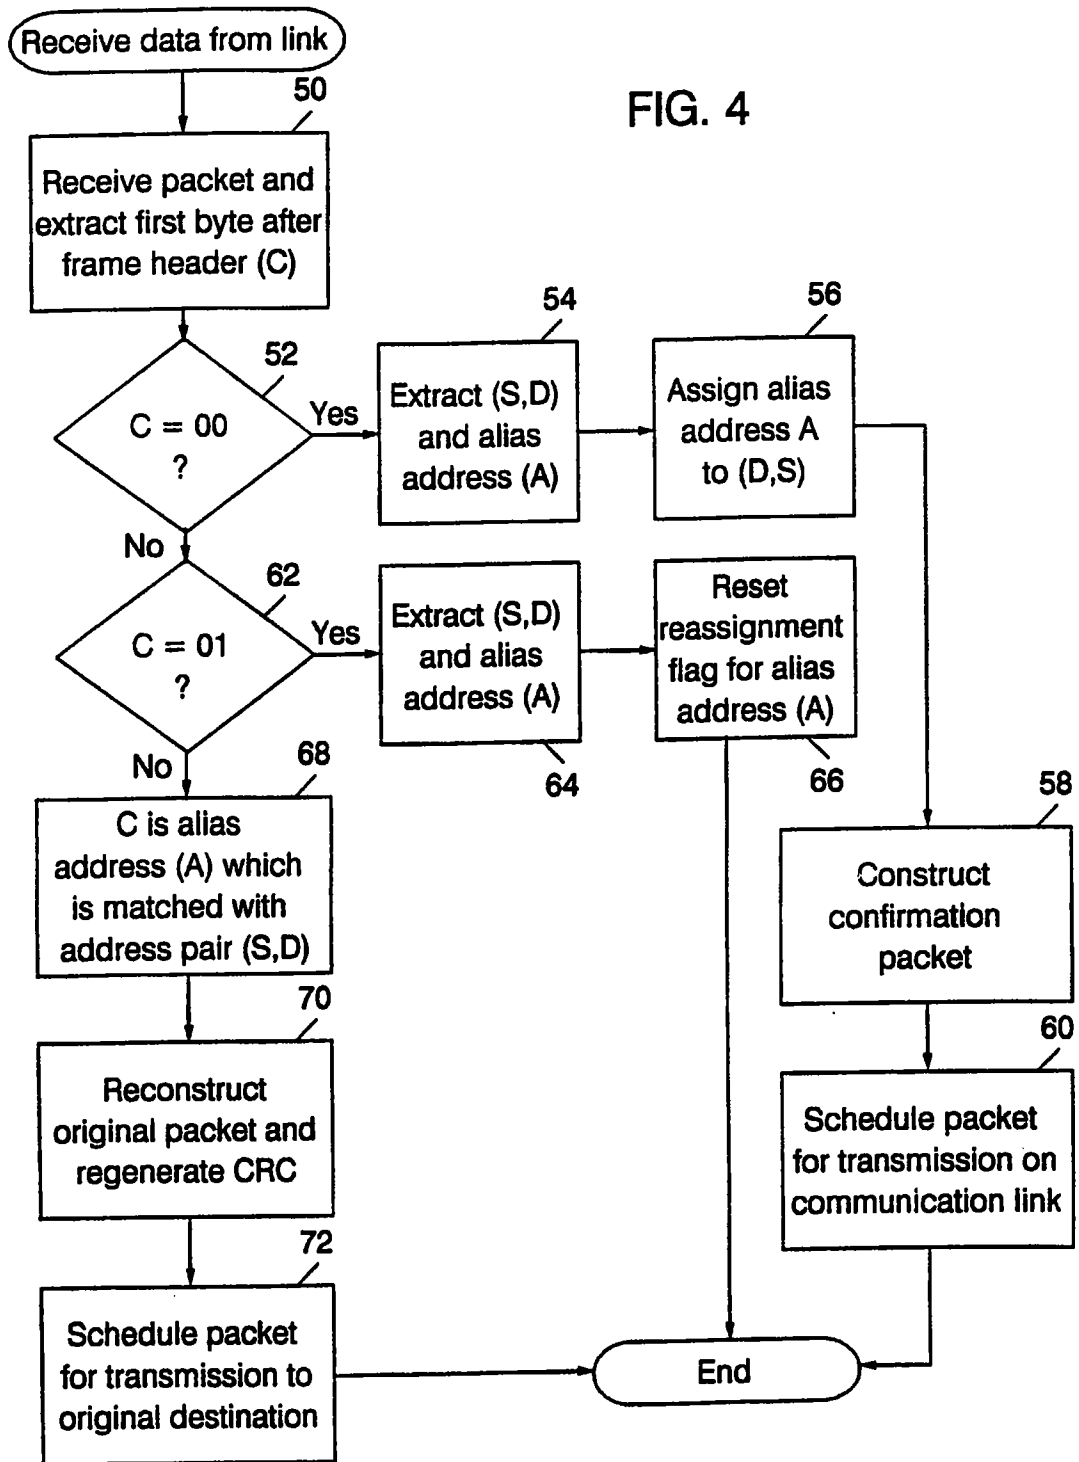 Receive data from link
FIG. 4
50
Receive packet and
extract first byte after
frame header (C)
52
C = 00
?
Yes
No
54
Extract (S,D)
and alias
address (A)
56
Assign alias
address A
to (D,S)
62
C = 01
?
Yes
No
Extract (S,D)
and alias
address (A)
64
Reset
reassignment
flag for alias
address (A)
66
58
Construct
confirmation
packet
60
Schedule packet
for transmission on
communication link
68
C is alias
address (A) which
is matched with
address pair (S,D)
70
Reconstruct
original packet and
regenerate CRC
72
Schedule packet
for transmission to
original destination
End